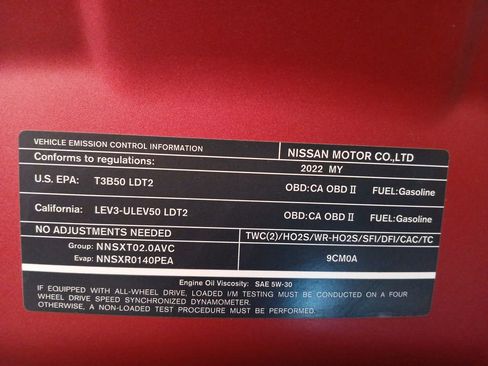 VEHICLE EMISSION CONTROL INFORMATION NISSAN MOTOR CO.,LTD
Conforms to regulations: 2022 MY
U.S. EPA: T3B50 LDT2 OBD:CA OBD II FUEL:Gasoline
California: LEV3-ULEV50 LDT2 OBD:CA OBD II FUEL:Gasoline
NO ADJUSTMENTS NEEDED TWC(2)/HO2S/WR-HO2S/SFI/DFI/CAC/TC
Group: NNSXT02.0AVC
Evap: NNSXR0140PEA 9CM0A
Engine Oil Viscosity: SAE 5W-30
IF EQUIPPED WITH ALL-WHEEL DRIVE, LOADED I/M TESTING MUST BE CONDUCTED ON A FOUR
WHEEL DRIVE SPEED SYNCHRONIZED DYNAMOMETER.
OTHERWISE, A NON-LOADED TEST PROCEDURE MUST BE PERFORMED.